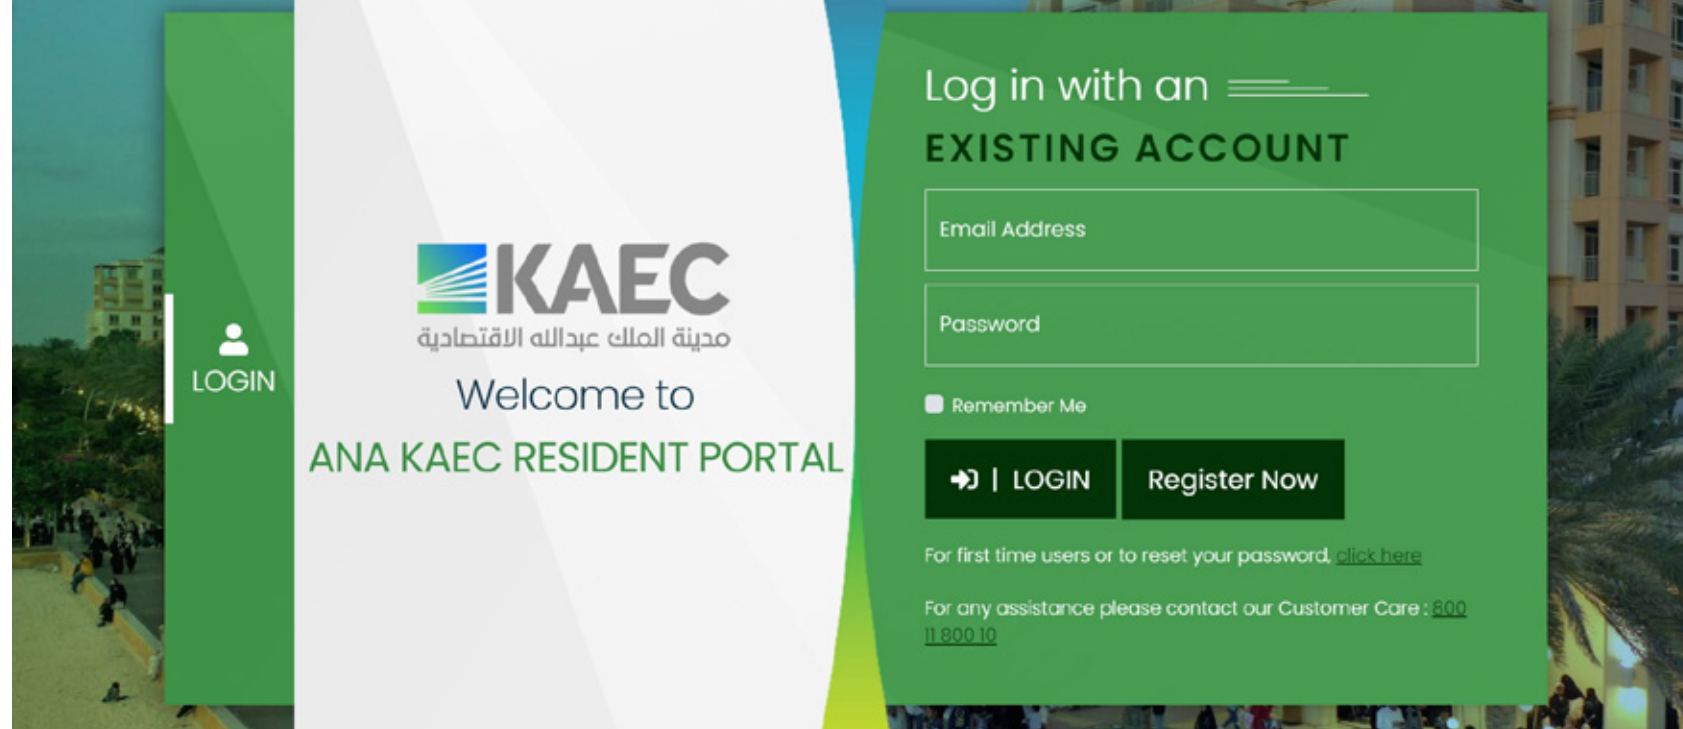 LOGIN
KAEC
مدينة الملك عبدالله الاقتصادية
Welcome to
ANA KAEC RESIDENT PORTAL
Log in with an
EXISTING ACCOUNT
Email Address
Password
Remember Me
| LOGIN
Register Now
For first time users or to reset your password, click here
For any assistance please contact our Customer Care : 800
11 800 10